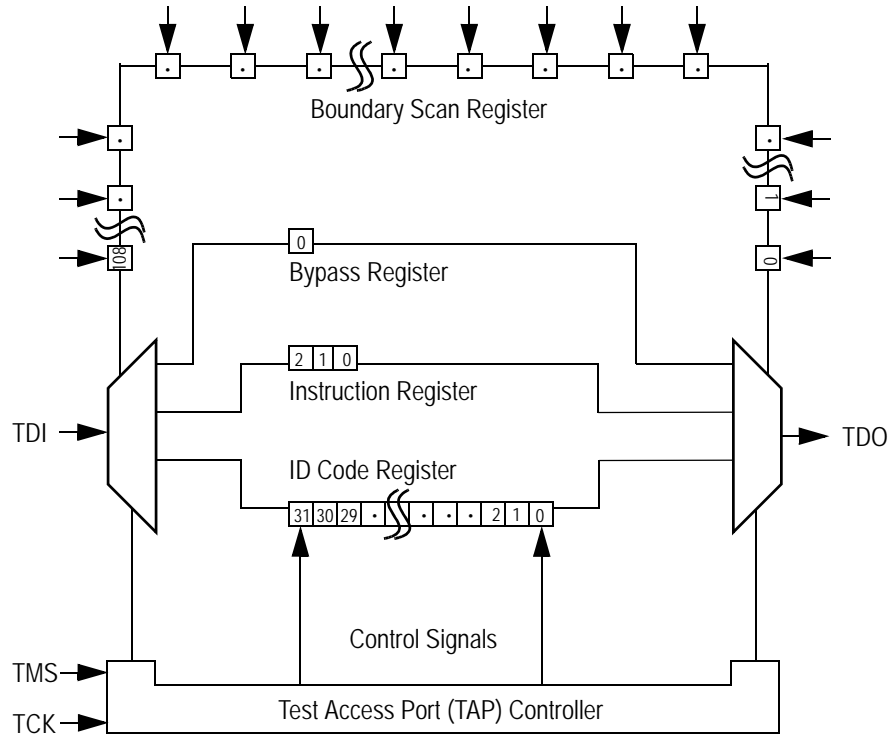 · · · · · · · ·
Boundary Scan Register
· ·
· 1
108 0
0
Bypass Register
2 1 0
Instruction Register
TDI TDO
ID Code Register
31 30 29 · · · · 2 1 0
Control Signals
TMS
Test Access Port (TAP) Controller
TCK